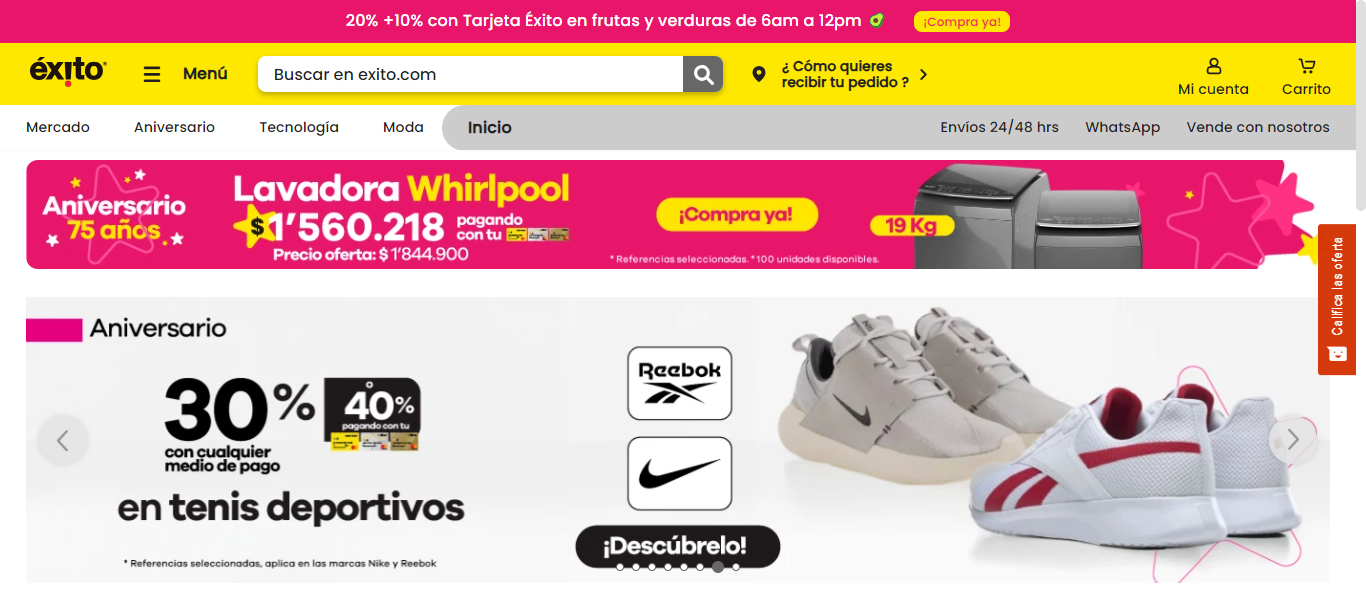 20% +10% con Tarjeta Éxito en frutas y verduras de 6am a 12pm
¡Compra ya!
éxito
Menú
Buscar en exito.com
¿ Cómo quieres
recibir tu pedido ?
Mi cuenta
Carrito
Mercado
Aniversario
Tecnología
Moda
Inicio
Envíos 24/48 hrs
WhatsApp
Vende con nosotros
Aniversario
75 años
Lavadora Whirlpool
$1'560.218
pagando
con tu
Precio oferta: $ 1'844.900
¡Compra ya!
* Referencias seleccionadas. *100 unidades disponibles.
19 Kg
Califica las oferta
Aniversario
30%
con cualquier
medio de pago
o
40%
pagando con tu
en tenis deportivos
* Referencias seleccionadas, aplica en las marcas Nike y Reebok
Reebok
¡Descúbrelo!